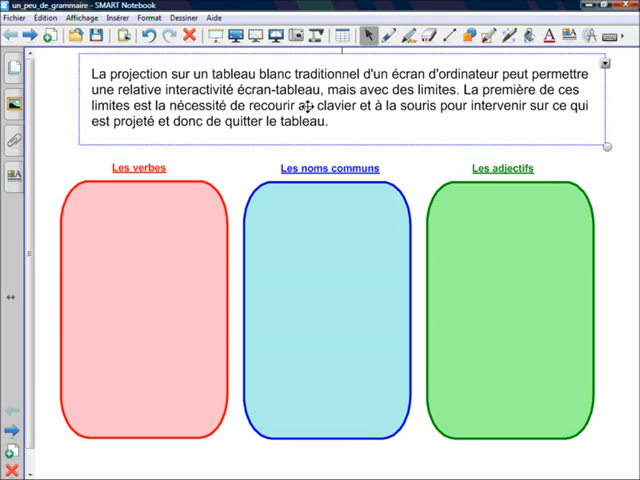 un_peu_de_grammaire - SMART Notebook
Fichier Édition Affichage Insérer Format Dessiner Aide
La projection sur un tableau blanc traditionnel d'un écran d'ordinateur peut permettre
une relative interactivité écran-tableau, mais avec des limites. La première de ces
limites est la nécessité de recourir au clavier et à la souris pour intervenir sur ce qui
est projeté et donc de quitter le tableau.
Les verbes Les noms communs Les adjectifs